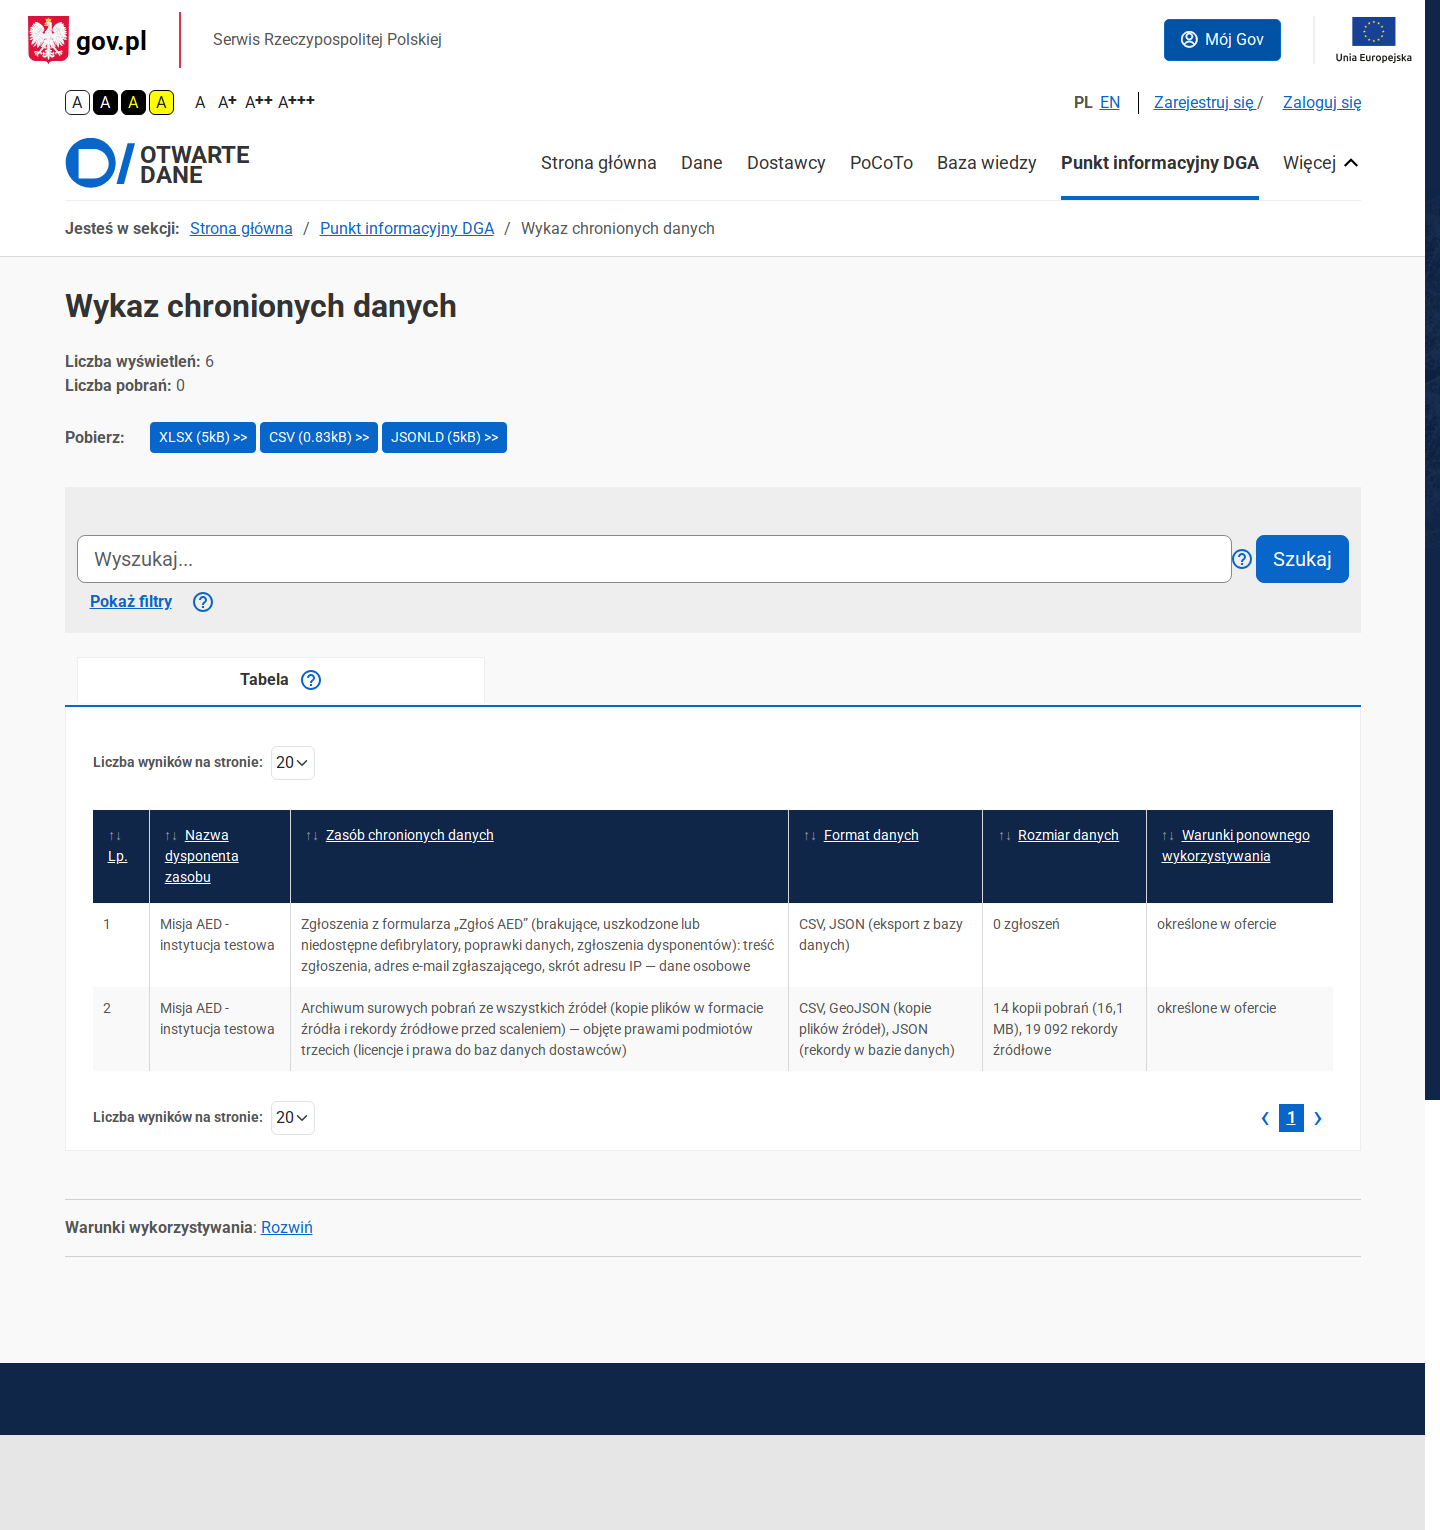 gov.pl
Serwis Rzeczypospolitej Polskiej
Mój Gov
Unia Europejska
A A A A A A+ A++ A+++
PL EN
Zarejestruj się / Zaloguj się
OTWARTE
DANE
Strona główna Dane Dostawcy PoCoTo Baza wiedzy Punkt informacyjny DGA Więcej
Jesteś w sekcji: Strona główna / Punkt informacyjny DGA / Wykaz chronionych danych
Wykaz chronionych danych
Liczba wyświetleń: 6
Liczba pobrań: 0
Pobierz: XLSX (5kB) >> CSV (0.83kB) >> JSONLD (5kB) >>
Wyszukaj...
Szukaj
Pokaż filtry
Tabela
Liczba wyników na stronie: 20
↑↓
Lp.
↑↓ Nazwa
dysponenta
zasobu
↑↓ Zasób chronionych danych
↑↓ Format danych
↑↓ Rozmiar danych
↑↓ Warunki ponownego
wykorzystywania
1
Misja AED -
instytucja testowa
Zgłoszenia z formularza „Zgłoś AED” (brakujące, uszkodzone lub
niedostępne defibrylatory, poprawki danych, zgłoszenia dysponentów): treść
zgłoszenia, adres e-mail zgłaszającego, skrót adresu IP — dane osobowe
CSV, JSON (eksport z bazy
danych)
0 zgłoszeń
określone w ofercie
2
Misja AED -
instytucja testowa
Archiwum surowych pobrań ze wszystkich źródeł (kopie plików w formacie
źródła i rekordy źródłowe przed scaleniem) — objęte prawami podmiotów
trzecich (licencje i prawa do baz danych dostawców)
CSV, GeoJSON (kopie
plików źródeł), JSON
(rekordy w bazie danych)
14 kopii pobrań (16,1
MB), 19 092 rekordy
źródłowe
określone w ofercie
Liczba wyników na stronie: 20
‹ 1 ›
Warunki wykorzystywania: Rozwiń